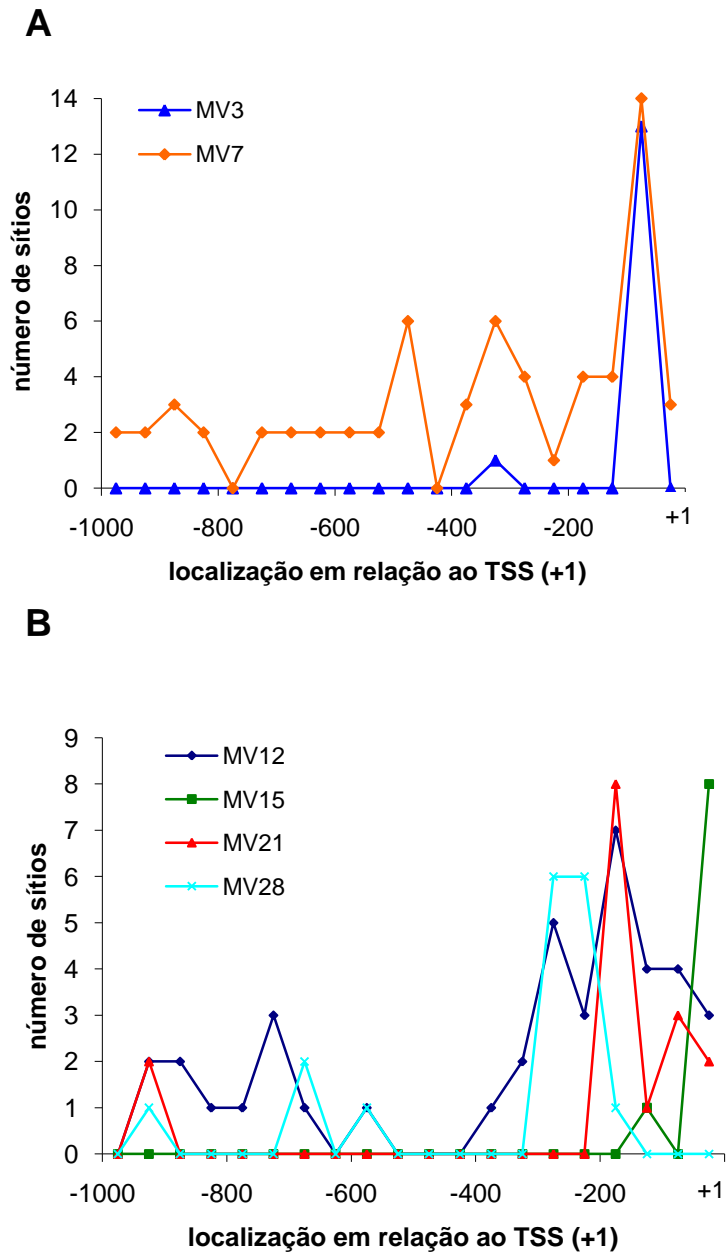 A
14
12
10
8
6
4
2
0
MV3
MV7
número de sítios
-1000 -800 -600 -400 -200 +1
localização em relação ao TSS (+1)
B
9
8
7
6
5
4
3
2
1
0
MV12
MV15
MV21
MV28
número de sítios
-1000 -800 -600 -400 -200 +1
localização em relação ao TSS (+1)